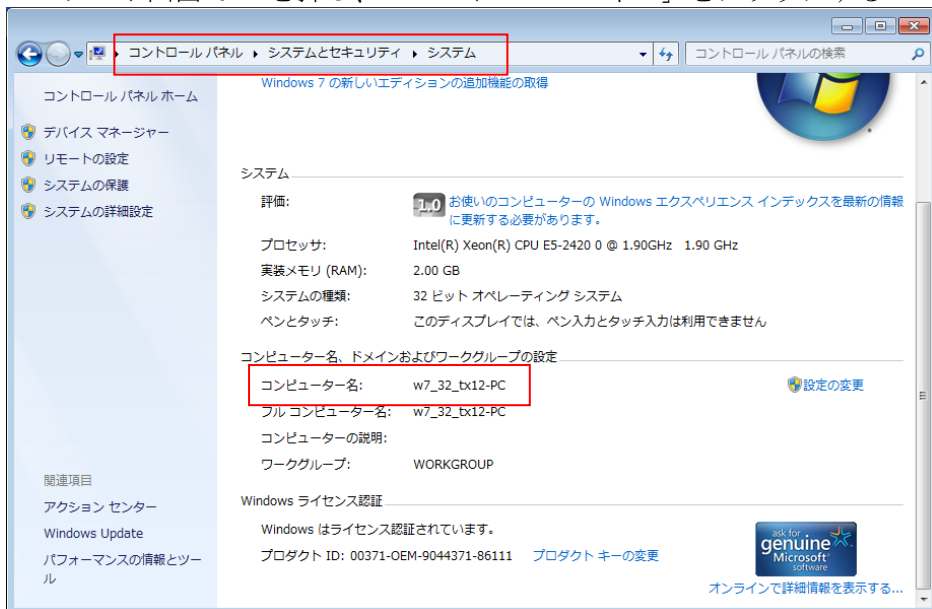 コントロール パネル ▸ システムとセキュリティ ▸ システム
コントロール パネルの検索
コントロール パネル ホーム
デバイス マネージャー
リモートの設定
システムの保護
システムの詳細設定
関連項目
アクション センター
Windows Update
パフォーマンスの情報とツー
ル
Windows 7 の新しいエディションの追加機能の取得
システム
評価: 1.0 お使いのコンピューターの Windows エクスペリエンス インデックスを最新の情報
に更新する必要があります。
プロセッサ: Intel(R) Xeon(R) CPU E5-2420 0 @ 1.90GHz 1.90 GHz
実装メモリ (RAM): 2.00 GB
システムの種類: 32 ビット オペレーティング システム
ペンとタッチ: このディスプレイでは、ペン入力とタッチ入力は利用できません
コンピューター名、ドメインおよびワークグループの設定
コンピューター名: w7_32_tx12-PC 設定の変更
フル コンピューター名: w7_32_tx12-PC
コンピューターの説明:
ワークグループ: WORKGROUP
Windows ライセンス認証
Windows はライセンス認証されています。
プロダクト ID: 00371-OEM-9044371-86111 プロダクト キーの変更
ask for
genuine
Microsoft
software
オンラインで詳細情報を表示する...